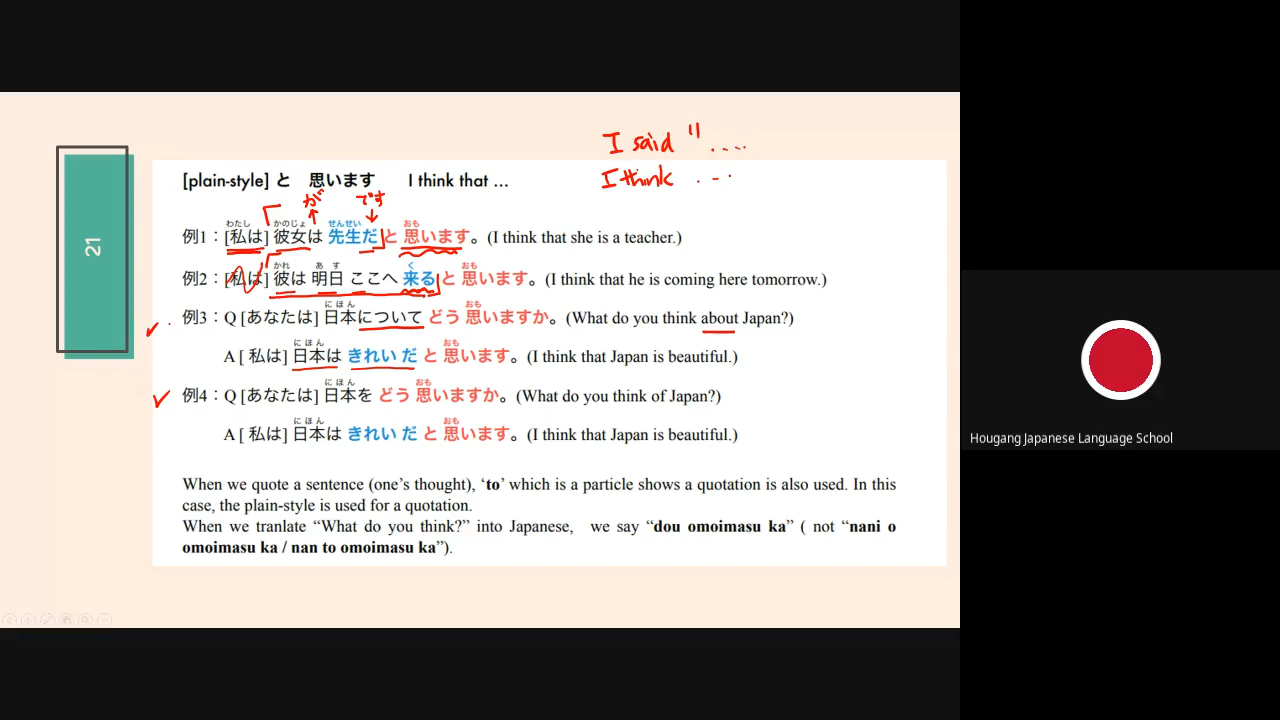 I said " ....
I think ...
[plain-style] と 思います I think that ...
が です
わたし かのじょ せんせい おも
例1：[私は] 彼女は 先生だと 思います。(I think that she is a teacher.)
かれ あ す く おも
例2：[私は] 彼は 明日 ここへ 来ると 思います。(I think that he is coming here tomorrow.)
に ほん おも
例3：Q [あなたは] 日本について どう 思いますか。(What do you think about Japan?)
に ほん おも
A [ 私は] 日本は きれい だ と 思います。(I think that Japan is beautiful.)
に ほん おも
例4：Q [あなたは] 日本を どう 思いますか。(What do you think of Japan?)
に ほん おも
A [ 私は] 日本は きれい だ と 思います。(I think that Japan is beautiful.)
When we quote a sentence (one's thought), 'to' which is a particle shows a quotation is also used. In this
case, the plain-style is used for a quotation.
When we tranlate "What do you think?" into Japanese, we say "dou omoimasu ka" ( not "nani o
omoimasu ka / nan to omoimasu ka").
21
Hougang Japanese Language School